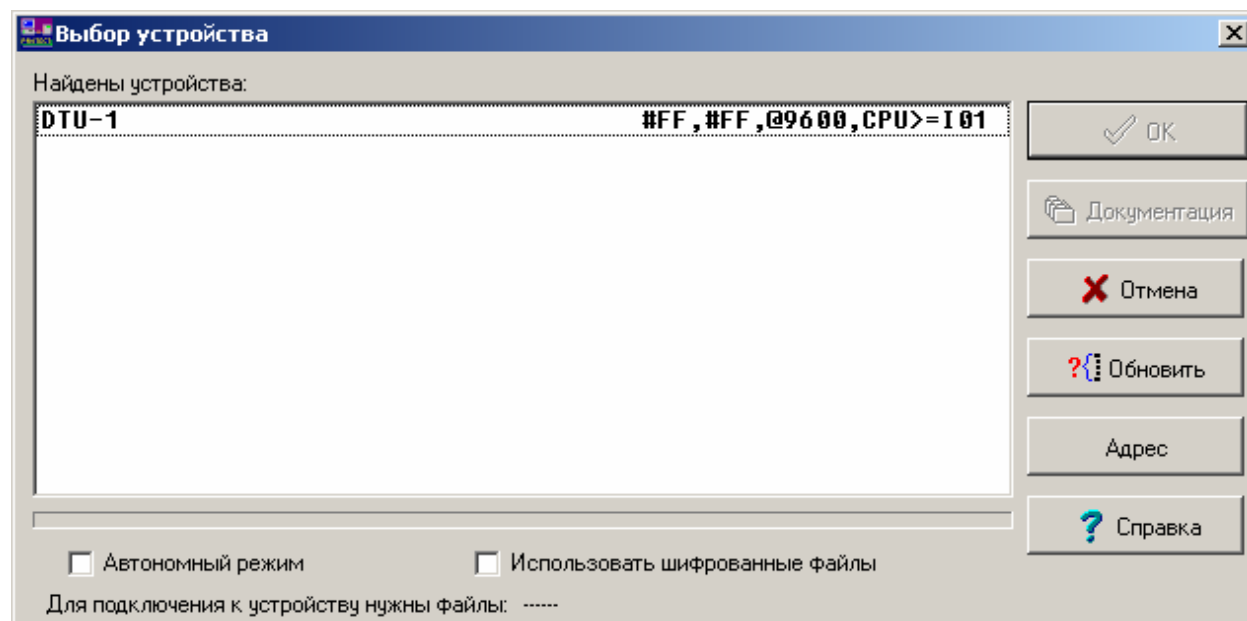 Выбор устройства
Найдены устройства:
DTU-1 #FF,#FF,@9600,CPU>=I01
OK
Документация
Отмена
Обновить
Адрес
Справка
Автономный режим
Использовать шифрованные файлы
Для подключения к устройству нужны файлы: ------